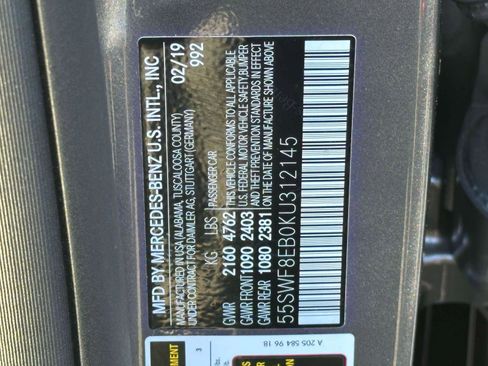 MFD BY MERCEDES-BENZ U.S. INTL., INC
MANUFACTURED IN USA (ALABAMA, TUSCALOOSA COUNTY)
UNDER LICENSE OF DAIMLER AG, STUTTGART (GERMANY)
02/19
992
KG LBS PASSENGER CAR
GVWR 2160 4762
GAWR FRONT 1090 2403
GAWR REAR 1080 2381
THIS VEHICLE CONFORMS TO ALL APPLICABLE
U.S. FEDERAL MOTOR VEHICLE SAFETY, BUMPER
AND THEFT PREVENTION STANDARDS IN EFFECT
ON THE DATE OF MANUFACTURE SHOWN ABOVE
55SWF8EB0KU312145
A 205 584 96 18
3